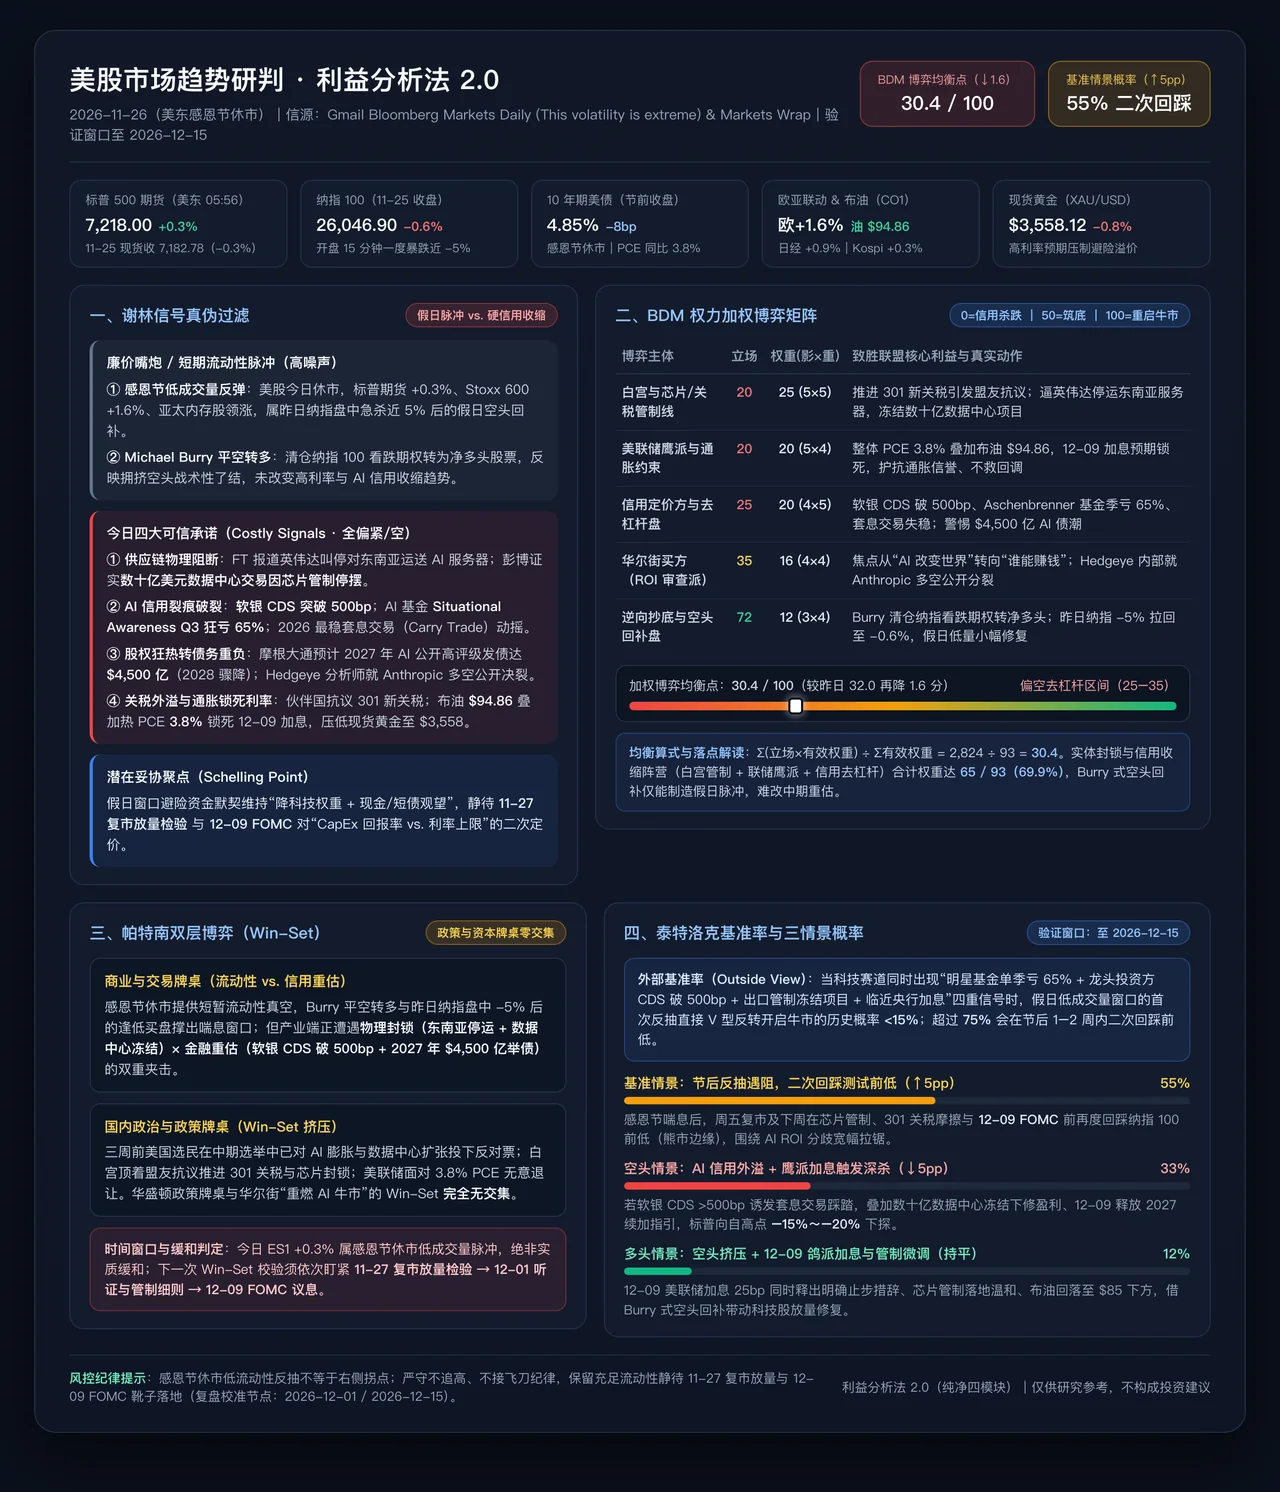 美股市场趋势研判 · 利益分析法 2.0
2026-11-26（美东感恩节休市）｜信源：Gmail Bloomberg Markets Daily (This volatility is extreme) & Markets Wrap｜验
证窗口至 2026-12-15
BDM 博弈均衡点（↓1.6）
30.4 / 100
基准情景概率（↑5pp）
55% 二次回踩
标普 500 期货（美东 05:56）
7,218.00 +0.3%
11-25 现货收 7,182.78（-0.3%）
纳指 100（11-25 收盘）
26,046.90 -0.6%
开盘 15 分钟一度暴跌近 -5%
10 年期美债（节前收盘）
4.85% -8bp
感恩节休市｜PCE 同比 3.8%
欧亚联动 & 布油（CO1）
欧+1.6% 油 $94.86
日经 +0.9%｜Kospi +0.3%
现货黄金（XAU/USD）
$3,558.12 -0.8%
高利率预期压制避险溢价
一、谢林信号真伪过滤
假日脉冲 vs. 硬信用收缩
廉价嘴炮 / 短期流动性脉冲（高噪声）
① 感恩节低成交量反弹：美股今日休市，标普期货 +0.3%、Stoxx 600
+1.6%、亚太内存股领涨，属昨日纳指盘中急杀近 5% 后的假日空头回
补。
② Michael Burry 平空转多：清仓纳指 100 看跌期权转为净多头股票，反
映拥挤空头战术性了结，未改变高利率与 AI 信用收缩趋势。
今日四大可信承诺（Costly Signals · 全偏紧/空）
① 供应链物理阻断：FT 报道英伟达叫停对东南亚运送 AI 服务器；彭博证
实数十亿美元数据中心交易因芯片管制停摆。
② AI 信用裂痕破裂：软银 CDS 突破 500bp；AI 基金 Situational
Awareness Q3 狂亏 65%；2026 最稳套息交易（Carry Trade）动摇。
③ 股权狂热转债务重负：摩根大通预计 2027 年 AI 公开高评级发债达
$4,500 亿（2028 骤降）；Hedgeye 分析师就 Anthropic 多空公开决裂。
④ 关税外溢与通胀锁死利率：伙伴国抗议 301 新关税；布油 $94.86 叠
加热 PCE 3.8% 锁死 12-09 加息，压低现货黄金至 $3,558。
潜在妥协聚点（Schelling Point）
假日窗口避险资金默契维持“降科技权重 + 现金/短债观望”，静待 11-27
复市放量检验 与 12-09 FOMC 对“CapEx 回报率 vs. 利率上限”的二次定
价。
二、BDM 权力加权博弈矩阵
0=信用杀跌 ｜ 50=筑底 ｜ 100=重启牛市
博弈主体 立场 权重(影×重) 致胜联盟核心利益与真实动作
白宫与芯片/关 20 25 (5×5) 推进 301 新关税引发盟友抗议；逼英伟达停运东南亚服务
税管制线 器，冻结数十亿数据中心项目
美联储鹰派与通 20 20 (5×4) 整体 PCE 3.8% 叠加布油 $94.86，12-09 加息预期锁
胀约束 死，护抗通胀信誉、不救回调
信用定价方与去 25 20 (4×5) 软银 CDS 破 500bp、Aschenbrenner 基金季亏 65%、
杠杆盘 套息交易失稳；警惕 $4,500 亿 AI 债潮
华尔街买方 35 16 (4×4) 焦点从“AI 改变世界”转向“谁能赚钱”；Hedgeye 内部就
（ROI 审查派） Anthropic 多空公开分裂
逆向抄底与空头 72 12 (3×4) Burry 清仓纳指看跌期权转净多头；昨日纳指 -5% 拉回
回补盘 至 -0.6%，假日低量小幅修复
加权博弈均衡点：30.4 / 100（较昨日 32.0 再降 1.6 分） 偏空去杠杆区间（25—35）
均衡算式与落点解读：Σ(立场×有效权重) ÷ Σ有效权重 = 2,824 ÷ 93 = 30.4。实体封锁与信用收
缩阵营（白宫管制 + 联储鹰派 + 信用去杠杆）合计权重达 65 / 93（69.9%），Burry 式空头回
补仅能制造假日脉冲，难改中期重估。
三、帕特南双层博弈（Win-Set）
政策与资本牌桌零交集
商业与交易牌桌（流动性 vs. 信用重估）
感恩节休市提供短暂流动性真空，Burry 平空转多与昨日纳指盘中 -5% 后
的逢低买盘撑出喘息窗口；但产业端正遭遇物理封锁（东南亚停运 + 数据
中心冻结）× 金融重估（软银 CDS 破 500bp + 2027 年 $4,500 亿举债）
的双重夹击。
国内政治与政策牌桌（Win-Set 挤压）
三周前美国选民在中期选举中已对 AI 膨胀与数据中心扩张投下反对票；白
宫顶着盟友抗议推进 301 关税与芯片封锁；美联储面对 3.8% PCE 无意退
让。华盛顿政策牌桌与华尔街“重燃 AI 牛市”的 Win-Set 完全无交集。
时间窗口与缓和判定：今日 ES1 +0.3% 属感恩节休市低成交量脉冲，绝非实
质缓和；下一次 Win-Set 校验须依次盯紧 11-27 复市放量检验 → 12-01 听
证与管制细则 → 12-09 FOMC 议息。
四、泰特洛克基准率与三情景概率
验证窗口：至 2026-12-15
外部基准率（Outside View）：当科技赛道同时出现“明星基金单季亏 65% + 龙头投资方
CDS 破 500bp + 出口管制冻结项目 + 临近央行加息”四重信号时，假日低成交量窗口的首
次反抽直接 V 型反转开启牛市的历史概率 <15%；超过 75% 会在节后 1—2 周内二次回踩前
低。
基准情景：节后反抽遇阻，二次回踩测试前低（↑5pp） 55%
感恩节喘息后，周五复市及下周在芯片管制、301 关税摩擦与 12-09 FOMC 前再度回踩纳指 100
前低（熊市边缘），围绕 AI ROI 分歧宽幅拉锯。
空头情景：AI 信用外溢 + 鹰派加息触发深杀（↓5pp） 33%
若软银 CDS >500bp 诱发套息交易踩踏，叠加数十亿数据中心冻结下修盈利、12-09 释放 2027
续加指引，标普向自高点 —15%～—20% 下探。
多头情景：空头挤压 + 12-09 鸽派加息与管制微调（持平） 12%
12-09 美联储加息 25bp 同时释出明确止步措辞、芯片管制落地温和、布油回落至 $85 下方，借
Burry 式空头回补带动科技股放量修复。
风控纪律提示：感恩节休市低流动性反抽不等于右侧拐点；严守不追高、不接飞刀纪律，保留充足流动性静待 11-27 复市放量与 12-
09 FOMC 靴子落地（复盘校准节点：2026-12-01 / 2026-12-15）。
利益分析法 2.0（纯净四模块）｜仅供研究参考，不构成投资建议